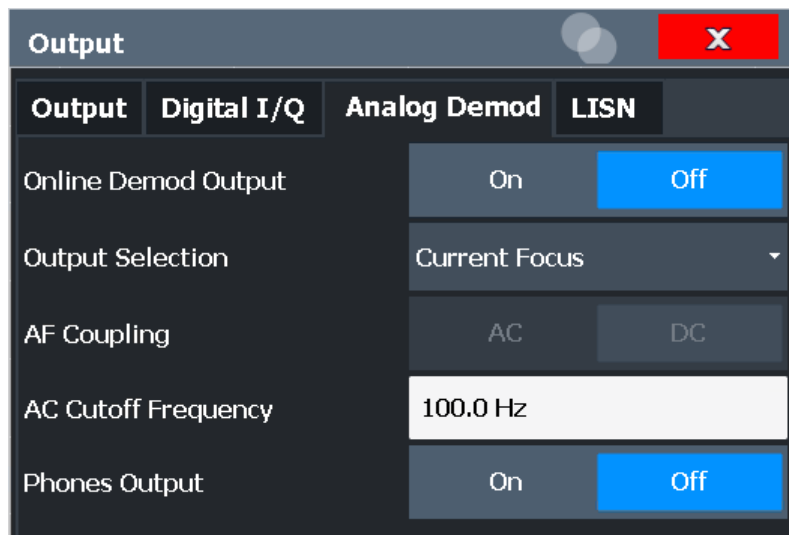 Output X
Output Digital I/Q Analog Demod LISN
Online Demod Output On Off
Output Selection Current Focus
AF Coupling AC DC
AC Cutoff Frequency 100.0 Hz
Phones Output On Off